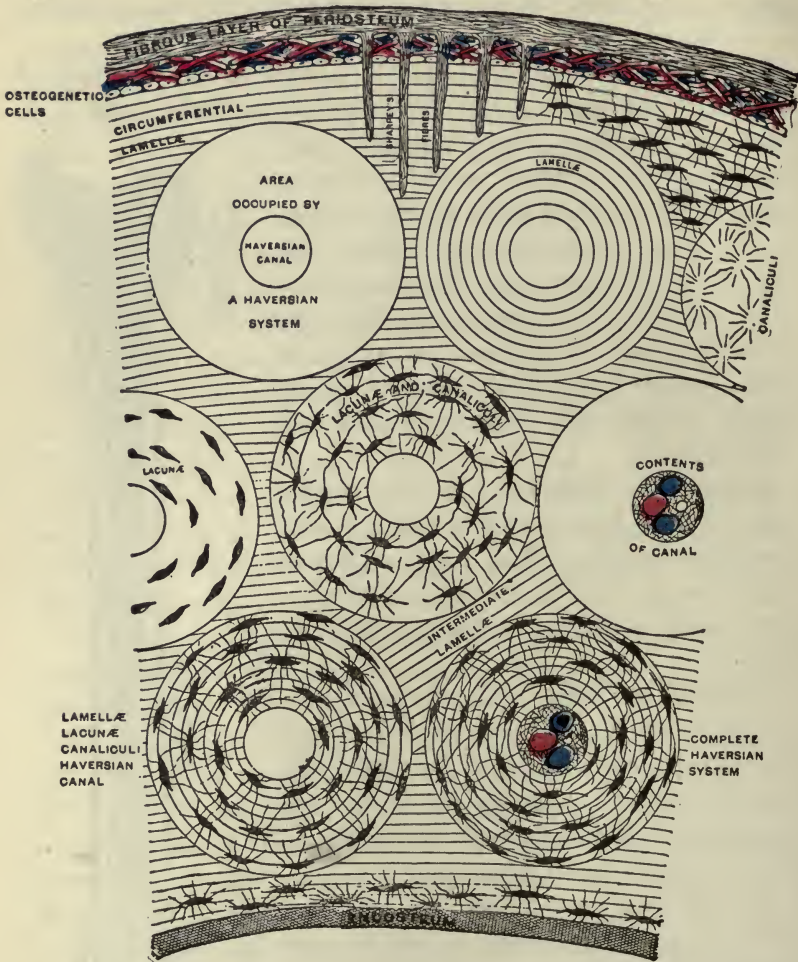 FIBROUS LAYER OF PERIOSTEUM
OSTEOGENETIC
CELLS
CIRCUMFERENTIAL
LAMELLÆ
SHARPEY'S
FIBRES
LAMELLÆ
AREA
OCCUPIED BY
HAVERSIAN
CANAL
A HAVERSIAN
SYSTEM
CANALICULI
LACUNÆ AND CANALICULI
LACUNÆ
CONTENTS
OF CANAL
INTERMEDIATE
LAMELLÆ
LAMELLÆ
LACUNÆ
CANALICULI
HAVERSIAN
CANAL
COMPLETE
HAVERSIAN
SYSTEM
ENDOSTEUM